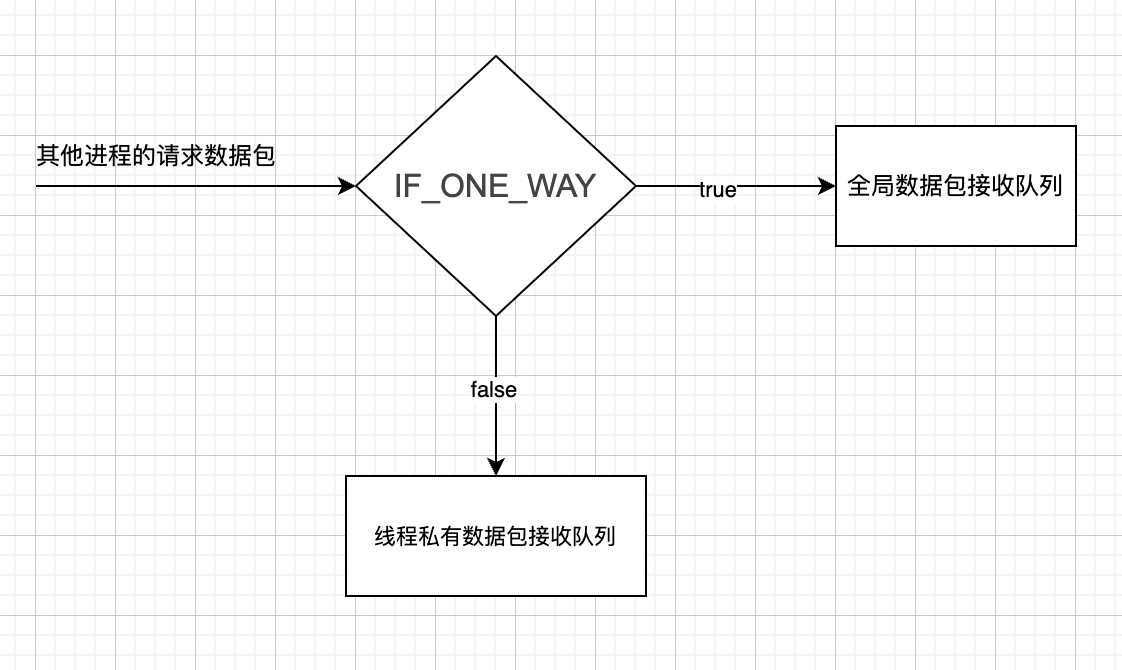 其他进程的请求数据包
IF_ONE_WAY
true
全局数据包接收队列
false
线程私有数据包接收队列